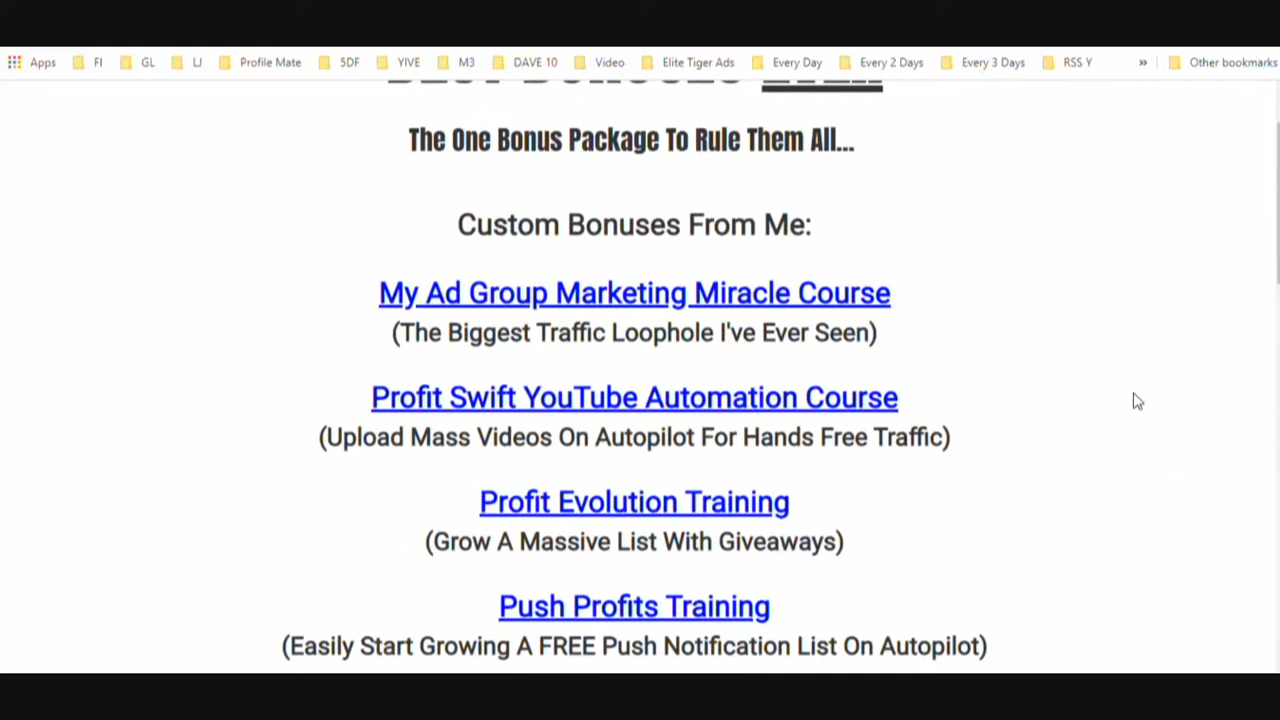 Apps FI GL LJ Profile Mate 5DF YIVE M3 DAVE 10 Video Elite Tiger Ads Every Day Every 2 Days Every 3 Days RSS Y » Other bookmarks
The One Bonus Package To Rule Them All...
Custom Bonuses From Me:
My Ad Group Marketing Miracle Course
(The Biggest Traffic Loophole I've Ever Seen)
Profit Swift YouTube Automation Course
(Upload Mass Videos On Autopilot For Hands Free Traffic)
Profit Evolution Training
(Grow A Massive List With Giveaways)
Push Profits Training
(Easily Start Growing A FREE Push Notification List On Autopilot)